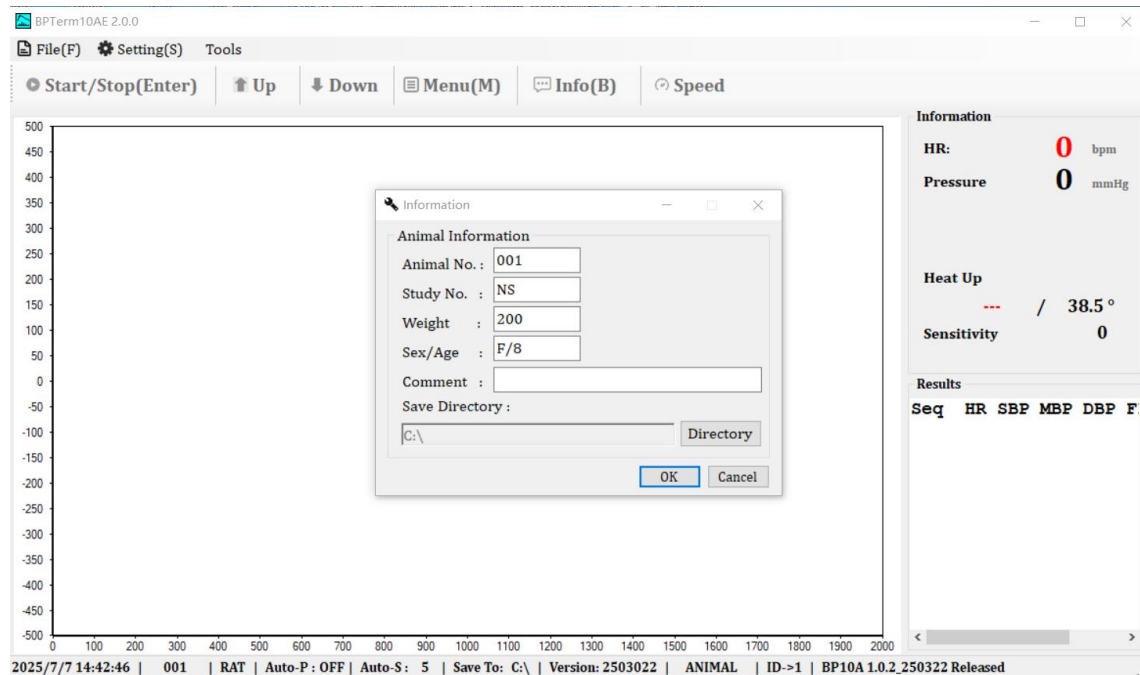 BPTerm10AE 2.0.0
File(F) Setting(S) Tools
Start/Stop(Enter) Up Down Menu(M) Info(B) Speed
500
450
400
350
300
250
200
150
100
50
0
-50
-100
-150
-200
-250
-300
-350
-400
-450
-500
0 100 200 300 400 500 600 700 800 900 1000 1100 1200 1300 1400 1500 1600 1700 1800 1900 2000
Information
Animal Information
Animal No. : 001
Study No. : NS
Weight : 200
Sex/Age : F/8
Comment :
Save Directory :
C:\ Directory
OK Cancel
Information
HR: 0 bpm
Pressure 0 mmHg
Heat Up
--- / 38.5 °
Sensitivity 0
Results
Seq HR SBP MBP DBP F
2025/7/7 14:42:46 | 001 | RAT | Auto-P : OFF | Auto-S : 5 | Save To: C:\ | Version: 2503022 | ANIMAL | ID->1 | BP10A 1.0.2_250322 Released